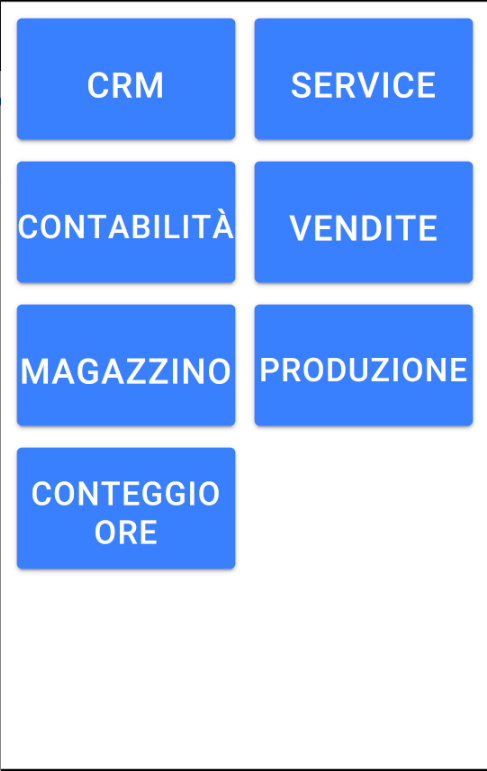 CRM
SERVICE
CONTABILITÀ
VENDITE
MAGAZZINO
PRODUZIONE
CONTEGGIO
ORE